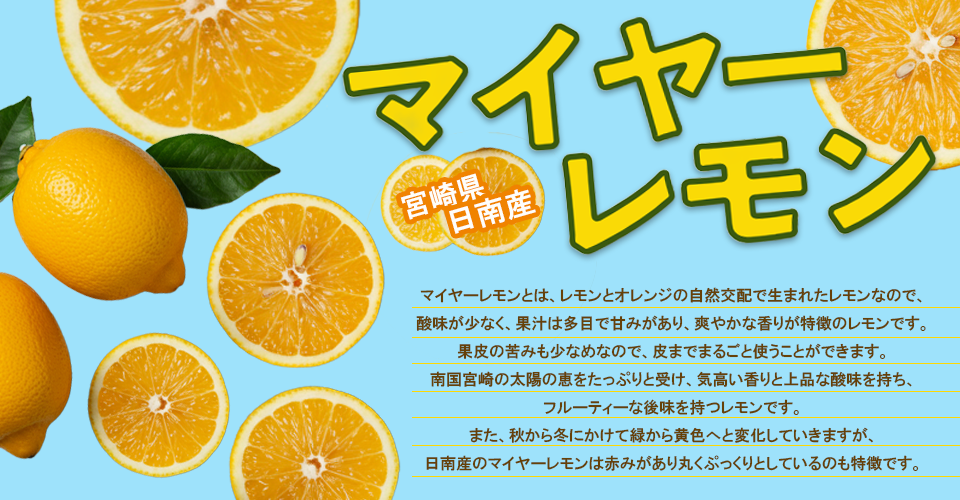 マイヤー
レモン
宮崎県
日南産
マイヤーレモンとは、レモンとオレンジの自然交配で生まれたレモンなので、
酸味が少なく、果汁は多目で甘みがあり、爽やかな香りが特徴のレモンです。
果皮の苦みも少なめなので、皮までまるごと使うことができます。
南国宮崎の太陽の恵をたっぷりと受け、気高い香りと上品な酸味を持ち、
フルーティーな後味を持つレモンです。
また、秋から冬にかけて緑から黄色へと変化していきますが、
日南産のマイヤーレモンは赤みがあり丸くぷっくりとしているのも特徴です。